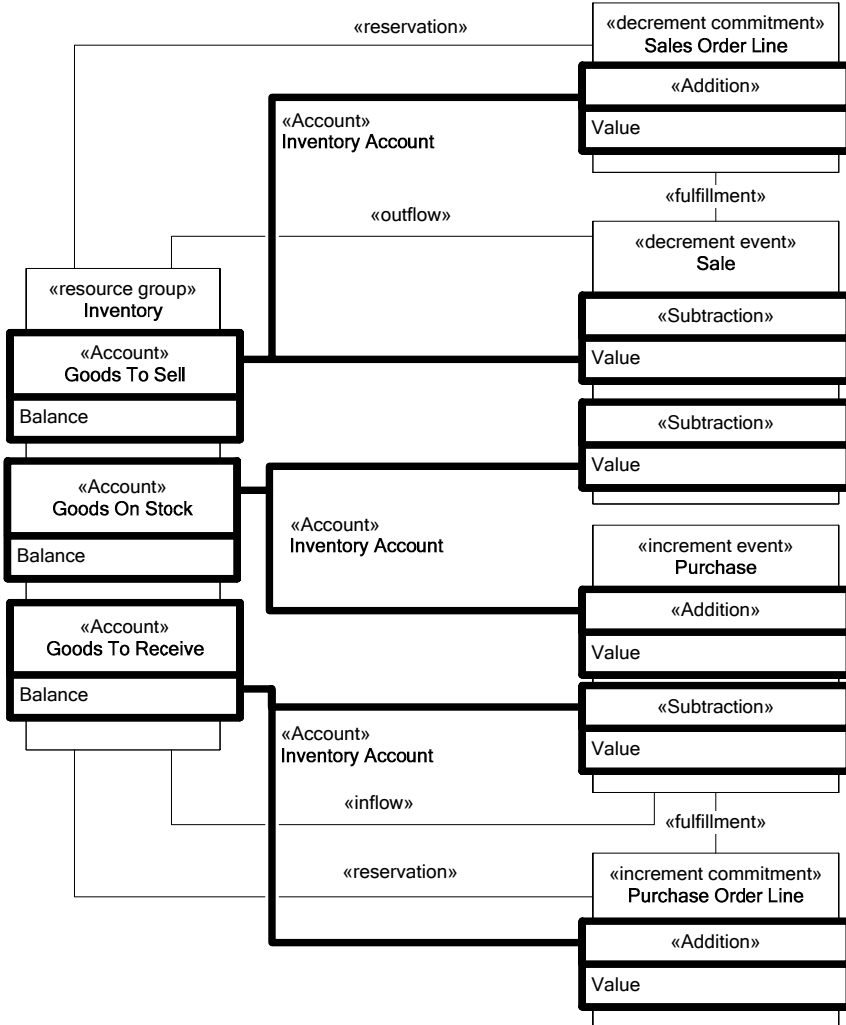 «reservation»
«decrement commitment»
Sales Order Line
«Addition»
Value
«Account»
Inventory Account
«fulfillment»
«outflow»
«decrement event»
Sale
«Subtraction»
Value
«Subtraction»
Value
«resource group»
Inventory
«Account»
Goods To Sell
Balance
«Account»
Goods On Stock
Balance
«Account»
Goods To Receive
Balance
«Account»
Inventory Account
«increment event»
Purchase
«Addition»
Value
«Subtraction»
Value
«Account»
Inventory Account
«inflow»
«fulfillment»
«reservation»
«increment commitment»
Purchase Order Line
«Addition»
Value